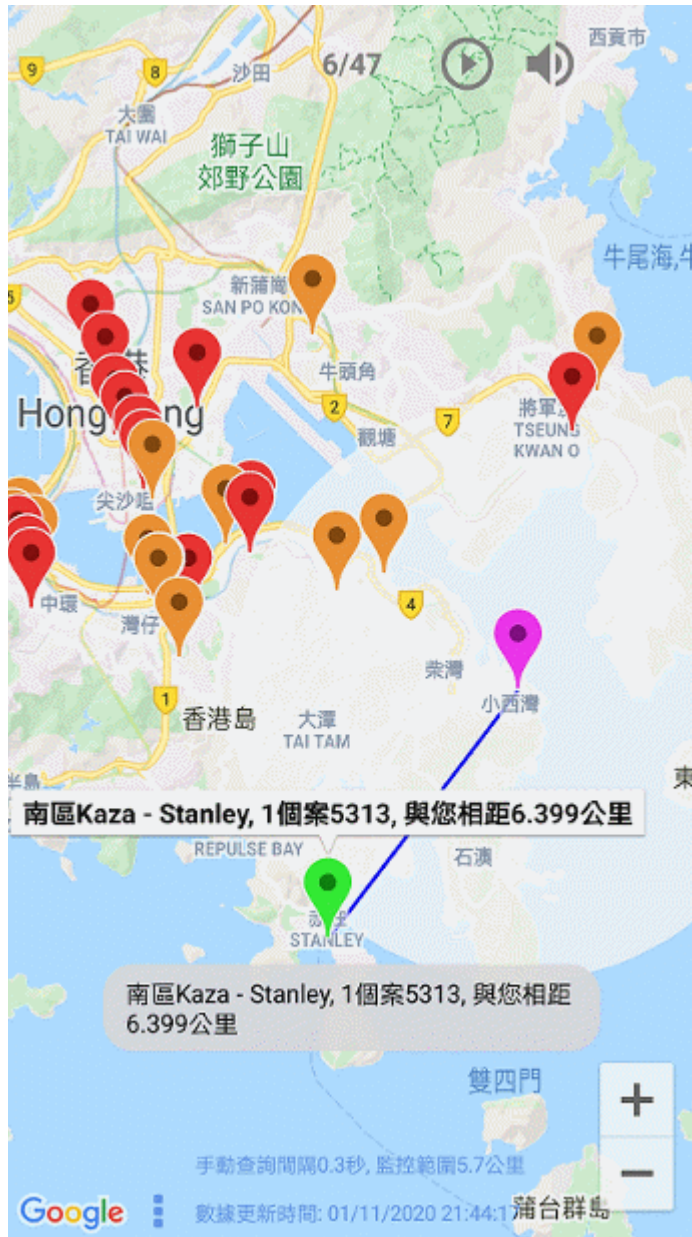 西貢市
9
8
沙田
6/47
大圍
TAI WAI
獅子山
郊野公園
牛尾海,牛
新蒲崗
SAN PO KON
5
牛頭角
香港
Hong Kong
2
7
將軍澳
TSEUNG
KWAN O
觀塘
尖沙咀
中環
灣仔
4
柴灣
1
小西灣
香港島
大潭
TAI TAM
半島
東
南區Kaza - Stanley, 1個案5313, 與您相距6.399公里
REPULSE BAY
石澳
STANLEY
南區Kaza - Stanley, 1個案5313, 與您相距
6.399公里
雙四門
+
手動查詢間隔0.3秒, 監控範圍5.7公里
−
Google
數據更新時間: 01/11/2020 21:44:1
蒲台群島